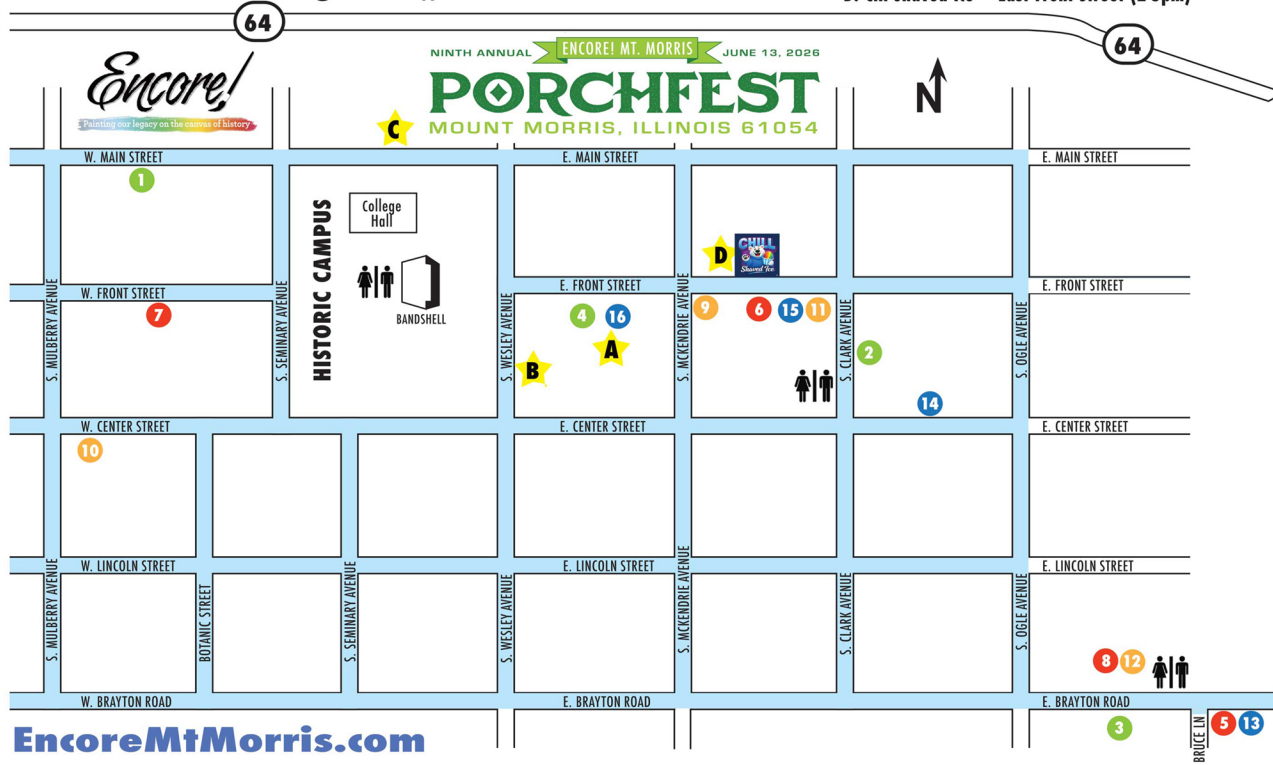 64
64
NINTH ANNUAL ENCORE! MT. MORRIS JUNE 13, 2026
PORCHFEST
MOUNT MORRIS, ILLINOIS 61054
Encore!
Painting our legacy on the canvas of history
N
C
W. MAIN STREET
E. MAIN STREET
E. MAIN STREET
1
College
Hall
HISTORIC CAMPUS
BANDSHELL
D
CHILL
Shaved Ice
W. FRONT STREET
E. FRONT STREET
E. FRONT STREET
7
4
16
A
B
9
6
15
11
2
14
S. MULBERRY AVENUE
S. SEMINARY AVENUE
S. WESLEY AVENUE
S. MCKENDRIE AVENUE
S. CLARK AVENUE
S. OGLE AVENUE
W. CENTER STREET
E. CENTER STREET
E. CENTER STREET
10
W. LINCOLN STREET
E. LINCOLN STREET
E. LINCOLN STREET
S. MULBERRY AVENUE
BOTANIC STREET
S. SEMINARY AVENUE
S. WESLEY AVENUE
S. MCKENDRIE AVENUE
S. CLARK AVENUE
S. OGLE AVENUE
8
12
W. BRAYTON ROAD
E. BRAYTON ROAD
E. BRAYTON ROAD
3
BRUCE LN
5
13
EncoreMtMorris.com